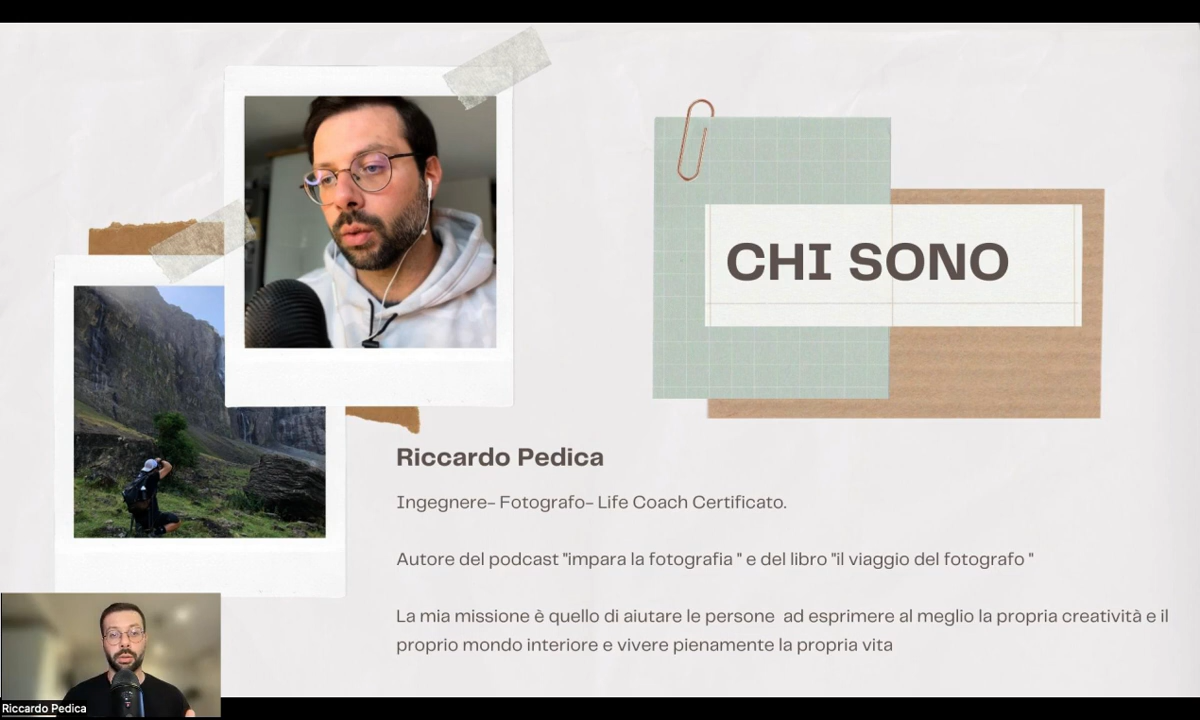 CHI SONO
Riccardo Pedica
Ingegnere- Fotografo- Life Coach Certificato.
Autore del podcast "impara la fotografia " e del libro "il viaggio del fotografo "
La mia missione è quello di aiutare le persone  ad esprimere al meglio la propria creatività e il
proprio mondo interiore e vivere pienamente la propria vita
Riccardo Pedica